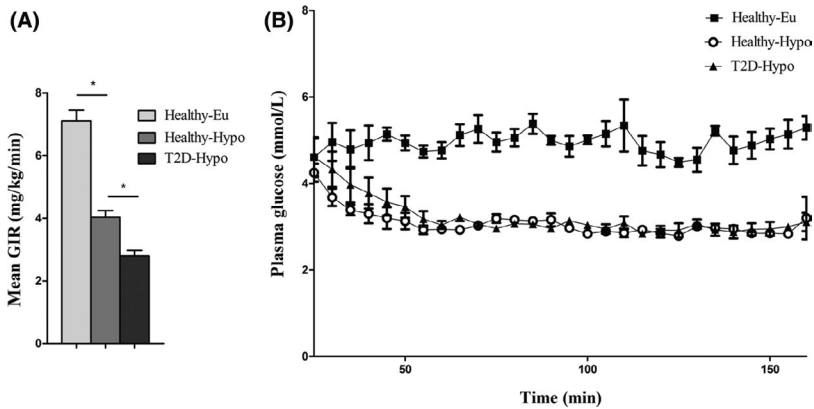 (A)
Mean GIR (mg/kg/min)
8
6
4
2
0
*
*
Healthy-Eu
Healthy-Hypo
T2D-Hypo
(B)
Plasma glucose (mmol/L)
8
6
4
2
0
50
100
150
Time (min)
Healthy-Eu
Healthy-Hypo
T2D-Hypo